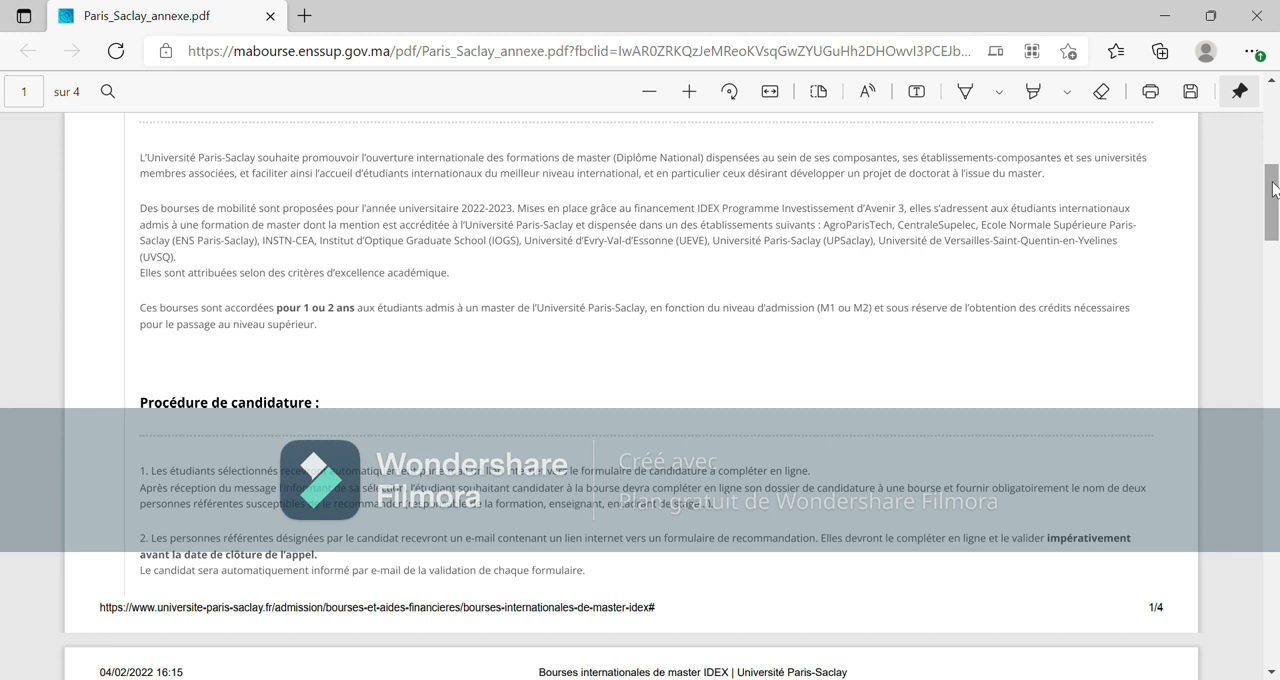 Paris_Saclay_annexe.pdf
https://mabourse.enssup.gov.ma/pdf/Paris_Saclay_annexe.pdf?fbclid=IwAR0ZRKQzJeMReoKVsqGwZYUGuHh2DHOwvI3PCEJb...
1 sur 4
L'Université Paris-Saclay souhaite promouvoir l'ouverture internationale des formations de master (Diplôme National) dispensées au sein de ses composantes, ses établissements-composantes et ses universités
membres associées, et faciliter ainsi l'accueil d'étudiants internationaux du meilleur niveau international, et en particulier ceux désirant développer un projet de doctorat à l'issue du master.
Des bourses de mobilité sont proposées pour l'année universitaire 2022-2023. Mises en place grâce au financement IDEX Programme Investissement d'Avenir 3, elles s'adressent aux étudiants internationaux
admis à une formation de master dont la mention est accréditée à l'Université Paris-Saclay et dispensée dans un des établissements suivants : AgroParisTech, CentraleSupelec, Ecole Normale Supérieure Paris-
Saclay (ENS Paris-Saclay), INSTN-CEA, Institut d'Optique Graduate School (IOGS), Université d'Evry-Val-d'Essonne (UEVE), Université Paris-Saclay (UPSaclay), Université de Versailles-Saint-Quentin-en-Yvelines
(UVSQ).
Elles sont attribuées selon des critères d'excellence académique.
Ces bourses sont accordées pour 1 ou 2 ans aux étudiants admis à un master de l'Université Paris-Saclay, en fonction du niveau d'admission (M1 ou M2) et sous réserve de l'obtention des crédits nécessaires
pour le passage au niveau supérieur.
Procédure de candidature :
1. Les étudiants sélectionnés le formulaire de candidature à compléter en ligne.
Après réception du message l'étudiant souhaitant candidater à la bourse devra compléter en ligne son dossier de candidature à une bourse et fournir obligatoirement le nom de deux
personnes référentes la formation, enseignant,
2. Les personnes référentes désignées par le candidat recevront un e-mail contenant un lien internet vers un formulaire de recommandation. Elles devront le compléter en ligne et le valider impérativement
avant la date de clôture de l'appel.
Le candidat sera automatiquement informé par e-mail de la validation de chaque formulaire.
Wondershare
Filmora
Créé avec
Plan gratuit de Wondershare Filmora
https://www.universite-paris-saclay.fr/admission/bourses-et-aides-financieres/bourses-internationales-de-master-idex# 1/4
04/02/2022 16:15 Bourses internationales de master IDEX | Université Paris-Saclay